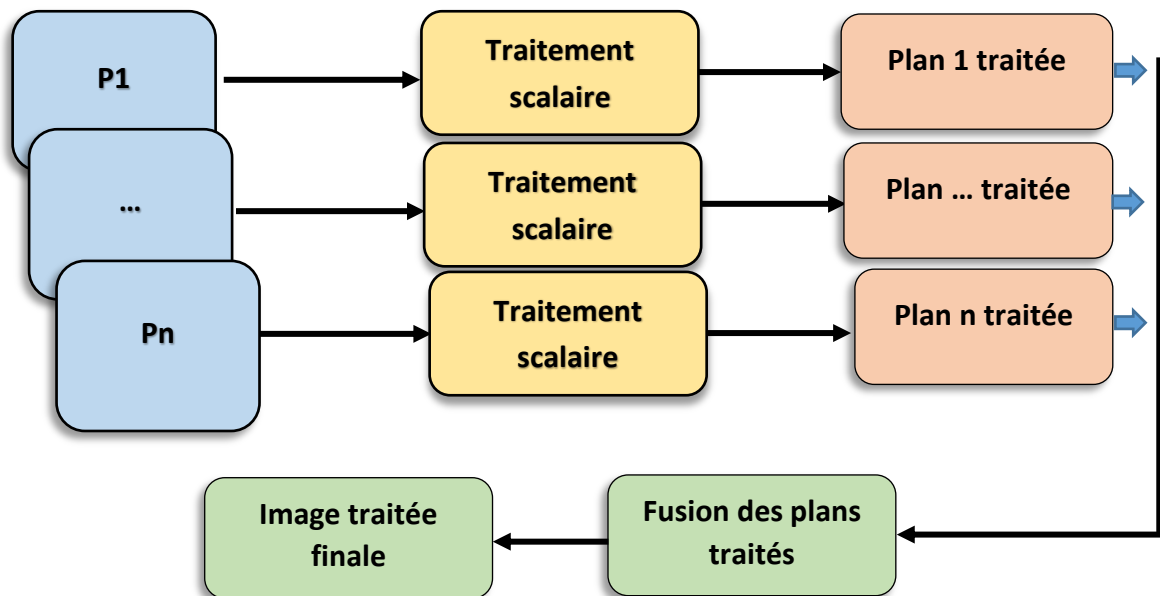 P1
Traitement
scalaire
Plan 1 traitée
…
Traitement
scalaire
Plan … traitée
Pn
Traitement
scalaire
Plan n traitée
Image traitée
finale
Fusion des plans
traités